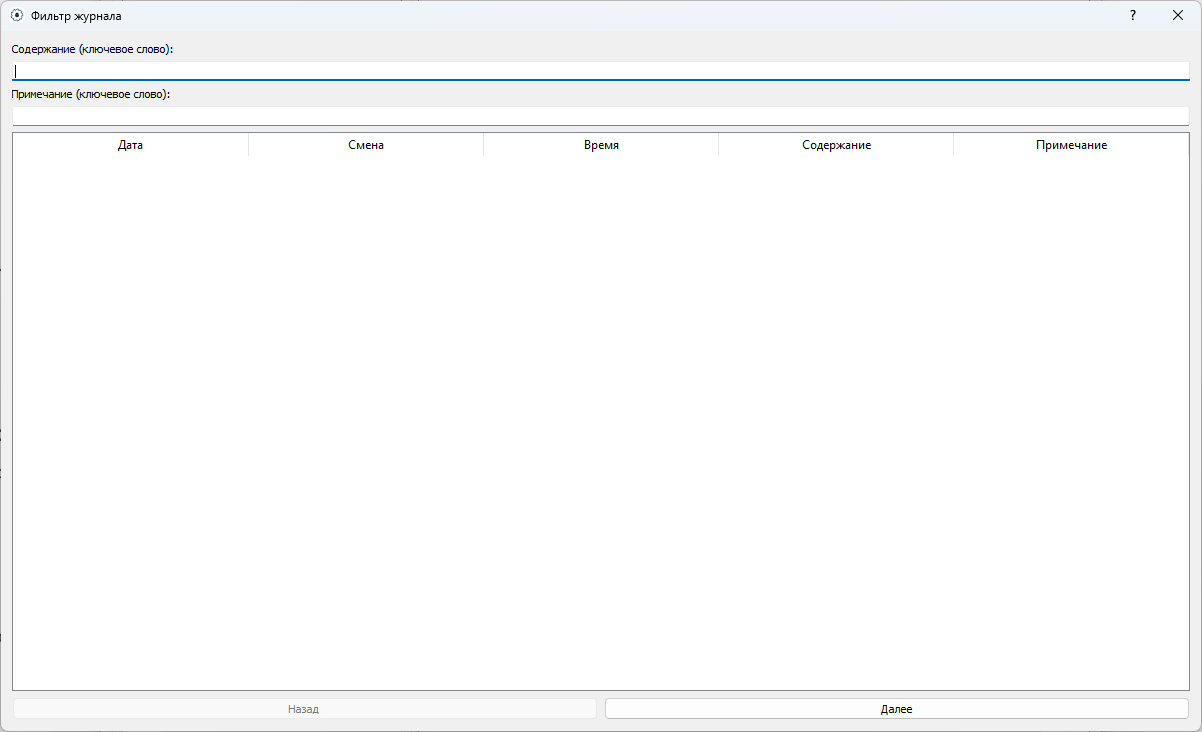 Фильтр журнала ?
Содержание (ключевое слово):
Примечание (ключевое слово):
Дата Смена Время Содержание Примечание
Назад Далее